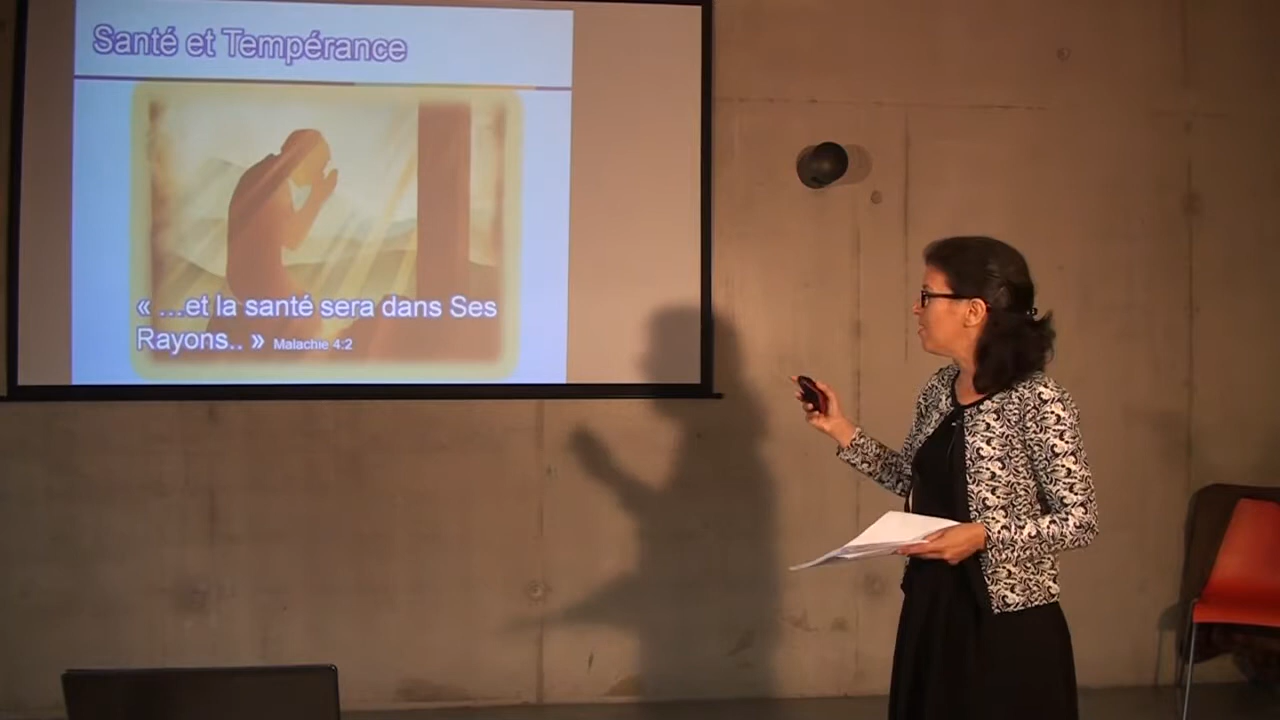 Santé et Tempérance
« ...et la santé sera dans Ses
Rayons.. » Malachie 4:2